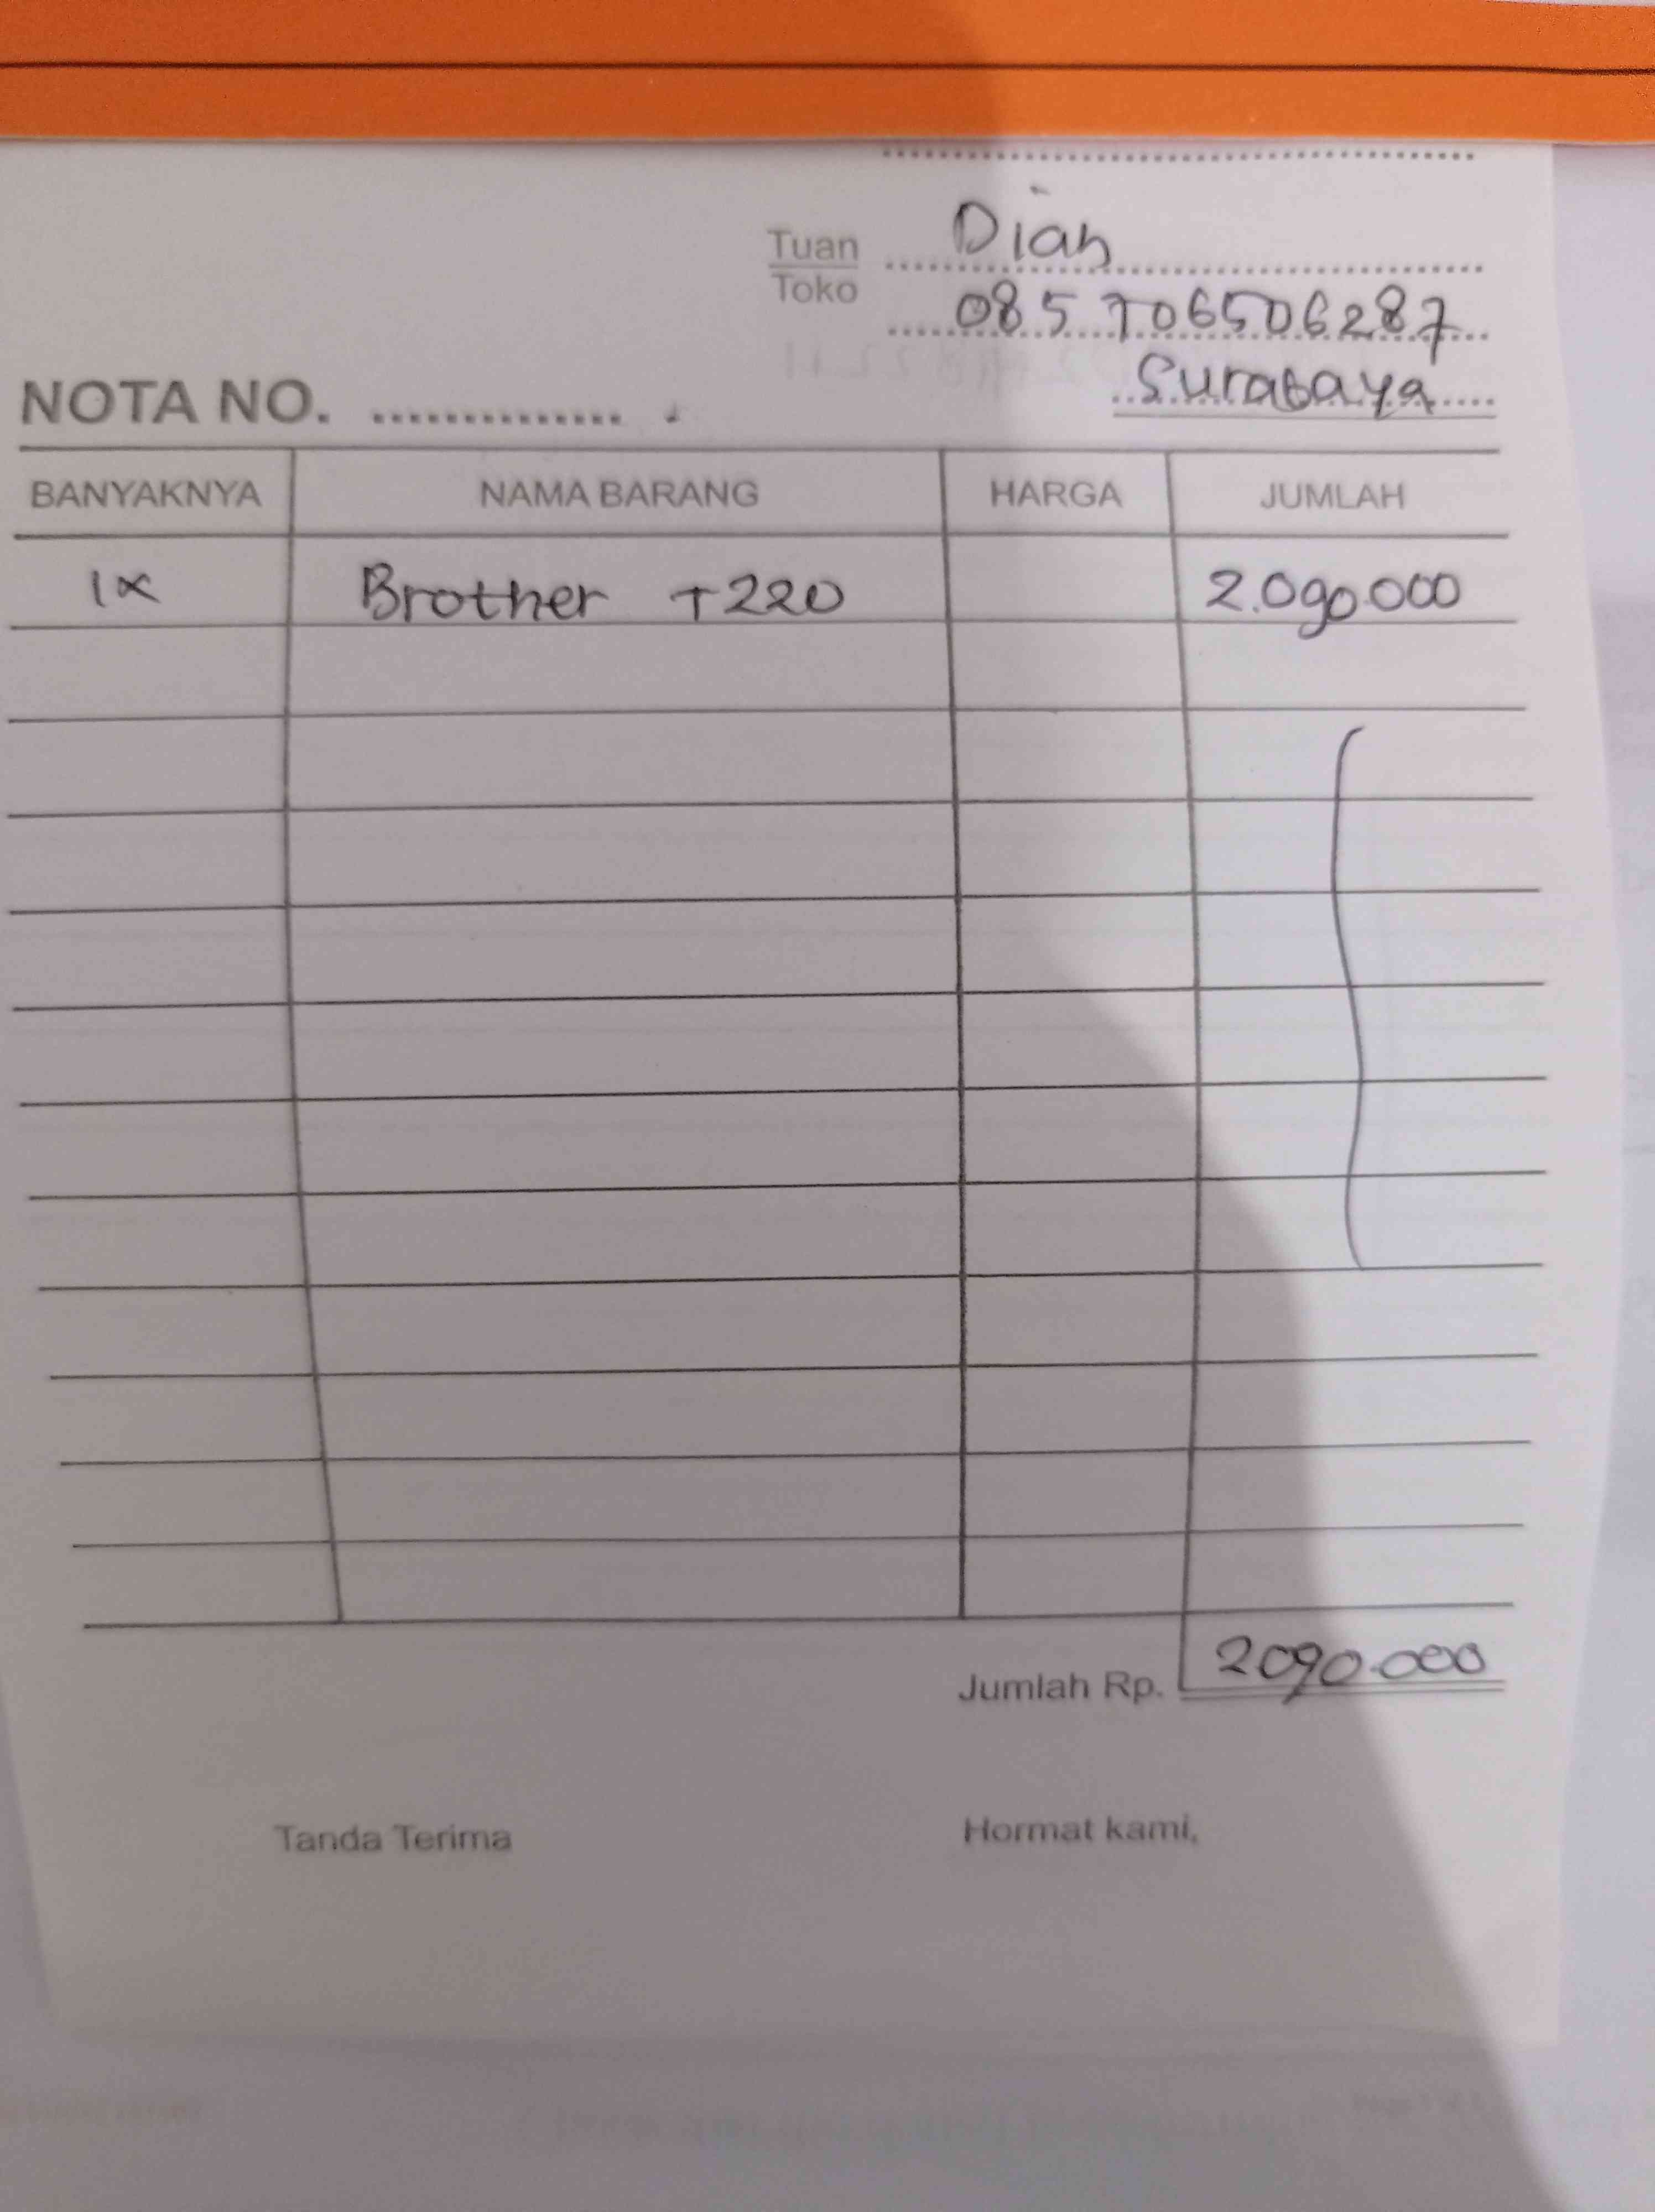 Tuan Dian
Toko 085706506287
Surabaya
NOTA NO. ..............
BANYAKNYA NAMA BARANG HARGA JUMLAH
1x Brother T220 2.090.000
Jumlah Rp. 2090.000
Tanda Terima Hormat kami,